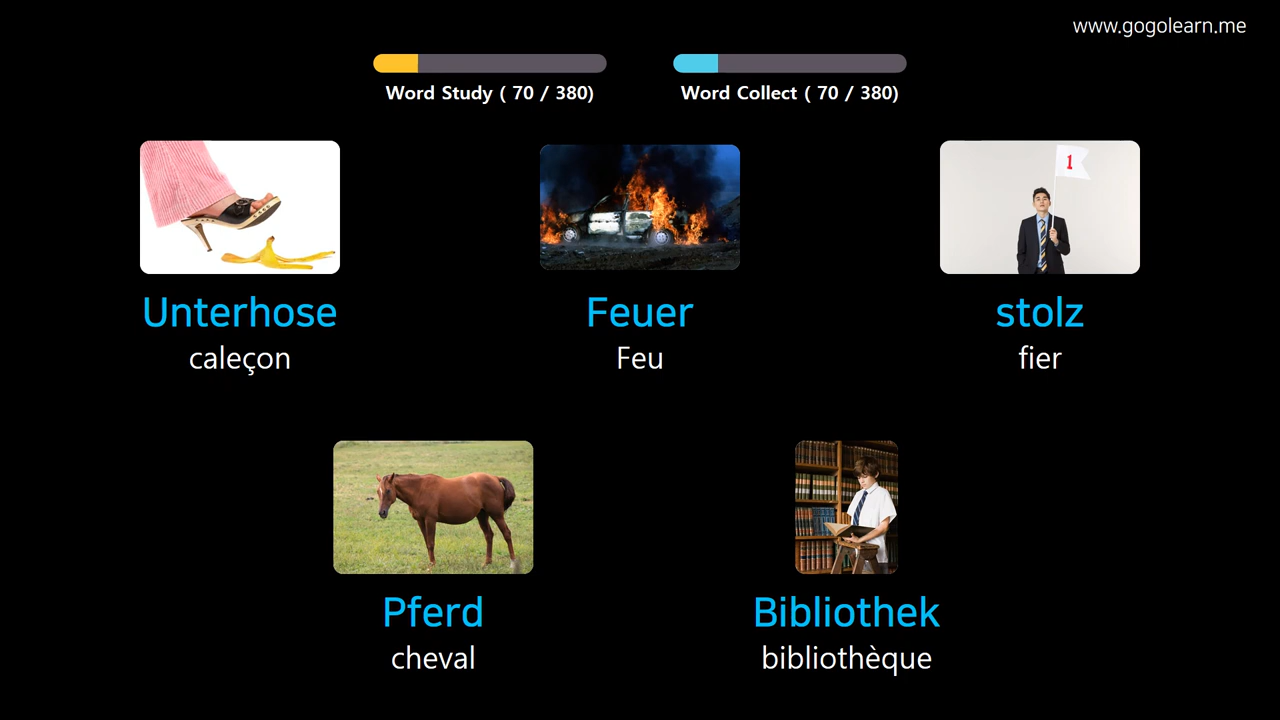 www.gogolearn.me
Word Study ( 70 / 380)
Word Collect ( 70 / 380)
1
Unterhose
caleçon
Feuer
Feu
stolz
fier
Pferd
cheval
Bibliothek
bibliothèque